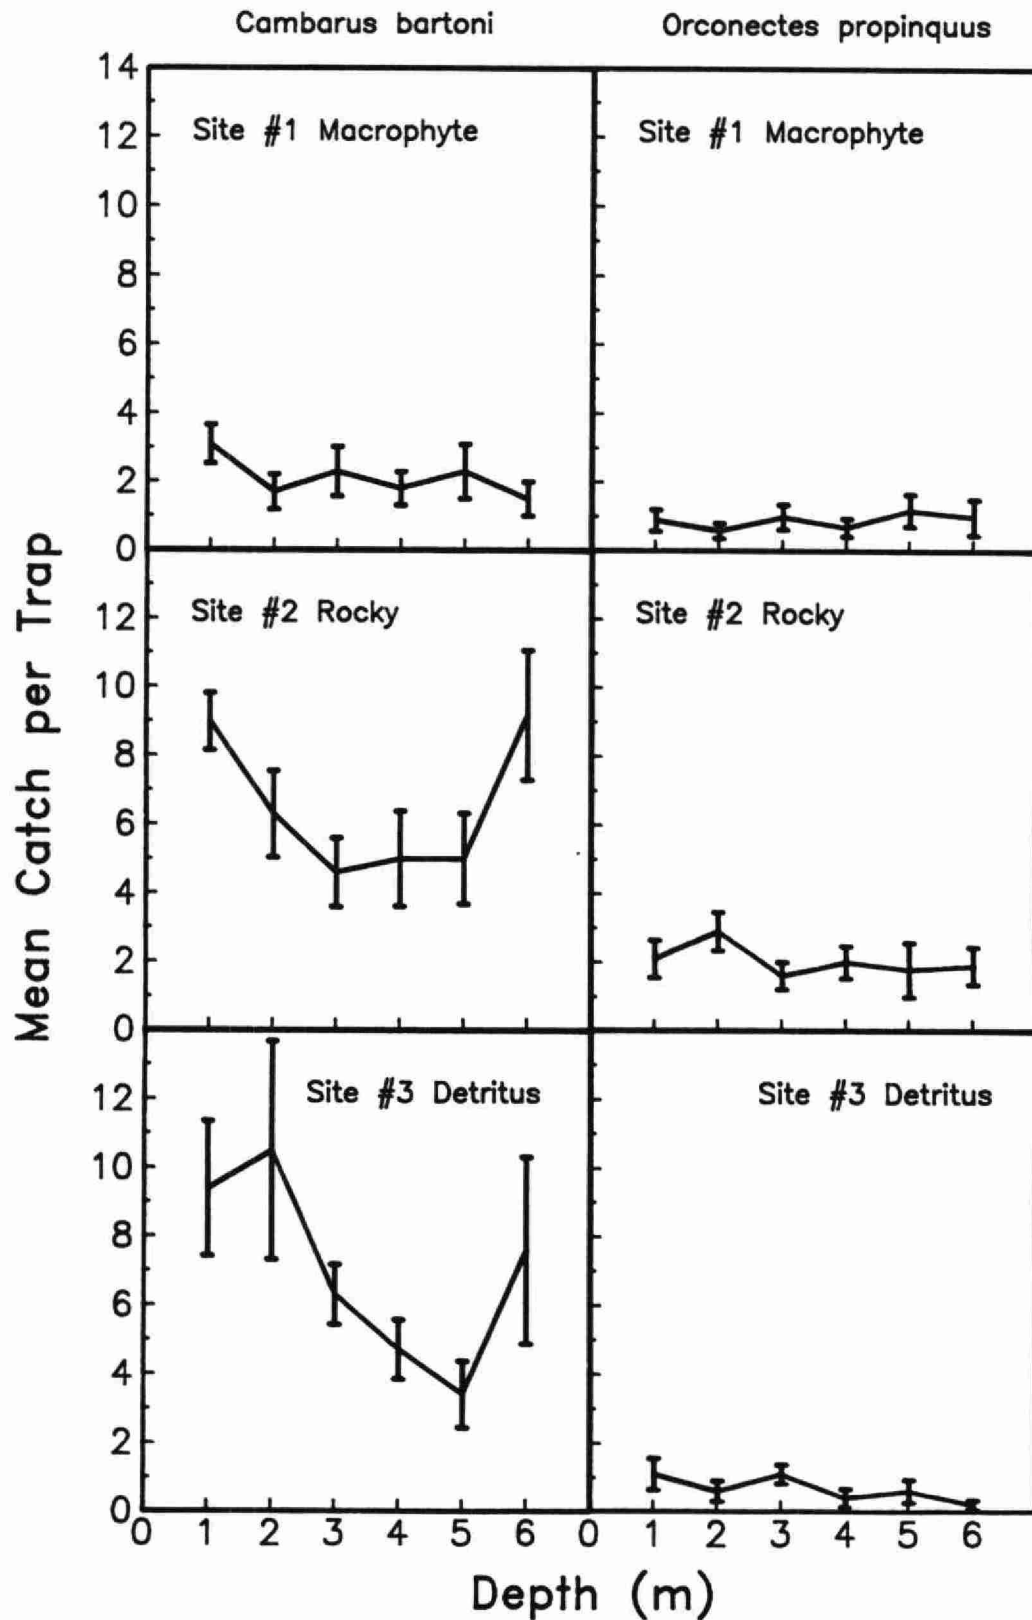 Cambarus bartoni
Orconectes propinquus
Site #1 Macrophyte
Site #1 Macrophyte
14
12
10
8
6
4
2
0
Site #2 Rocky
Site #2 Rocky
12
10
8
6
4
2
0
Site #3 Detritus
Site #3 Detritus
12
10
8
6
4
2
0
0 1 2 3 4 5 6 0 1 2 3 4 5 6
Mean Catch per Trap
Depth (m)